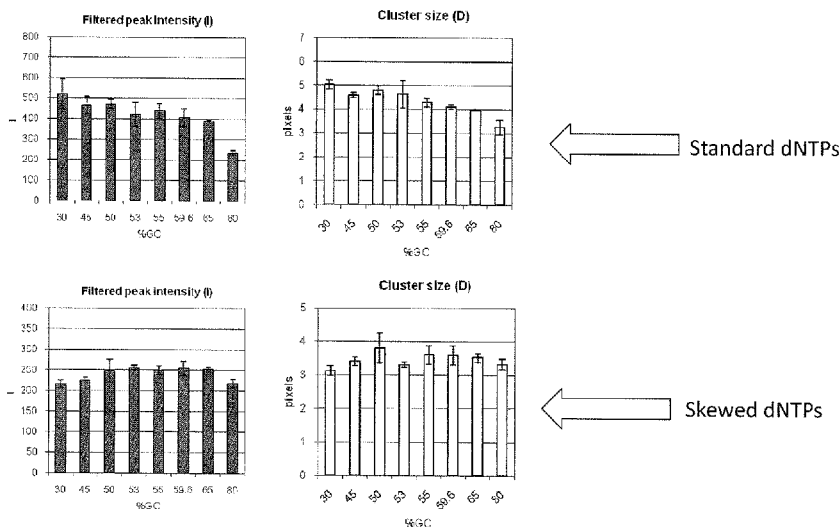 Filtered peak Intensity (I)
800
700
600
500
400
300
200
100
0
I
30 45 50 53 55 59.6 65 80
%GC
Cluster size (D)
7
6
5
4
3
2
1
0
pixels
30 45 50 53 55 59.6 65 80
%GC
Standard dNTPs
Filtered peak intensity (I)
400
350
300
250
200
150
100
50
0
I
30 45 50 53 55 59.6 65 80
%GC
Cluster size (D)
5
4
3
2
1
0
pixels
30 45 50 53 55 59.6 65 80
%GC
Skewed dNTPs